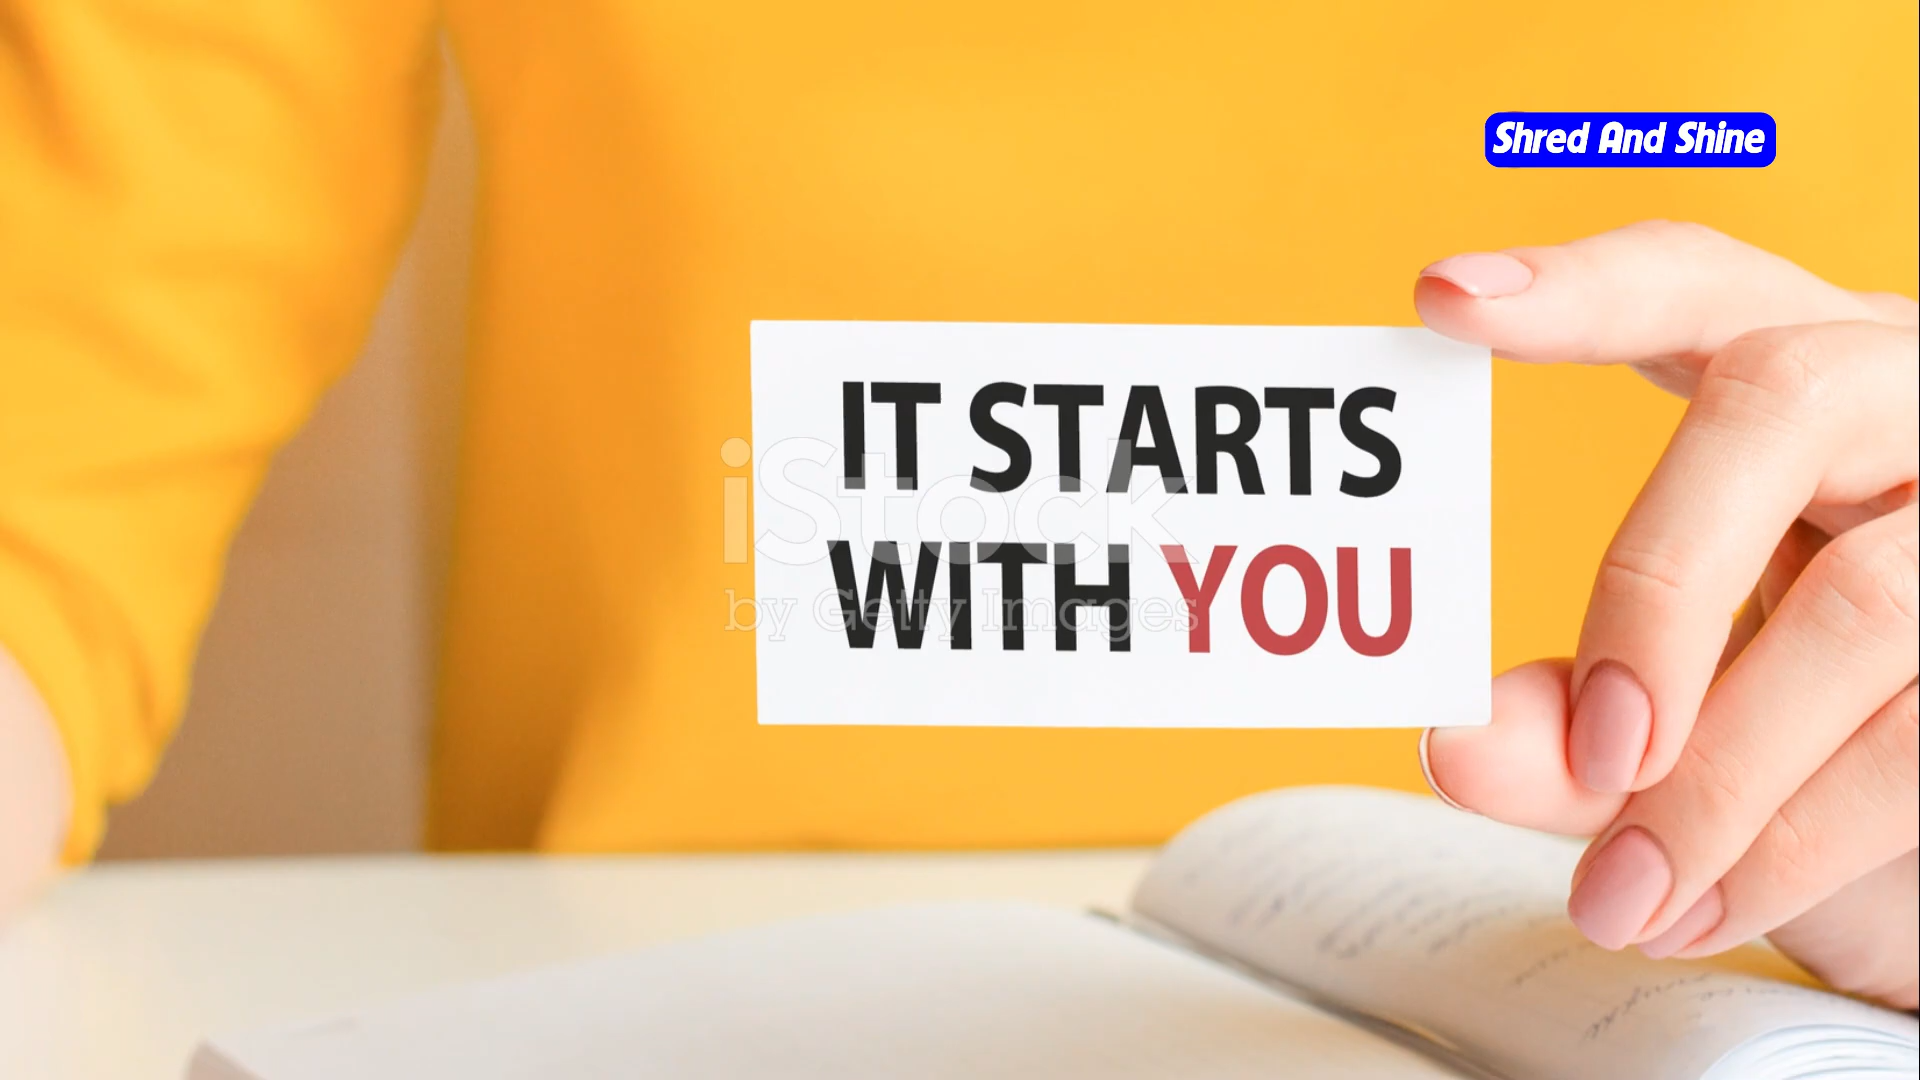 Shred And Shine
IT STARTS
WITH YOU
iStock
by Getty Images